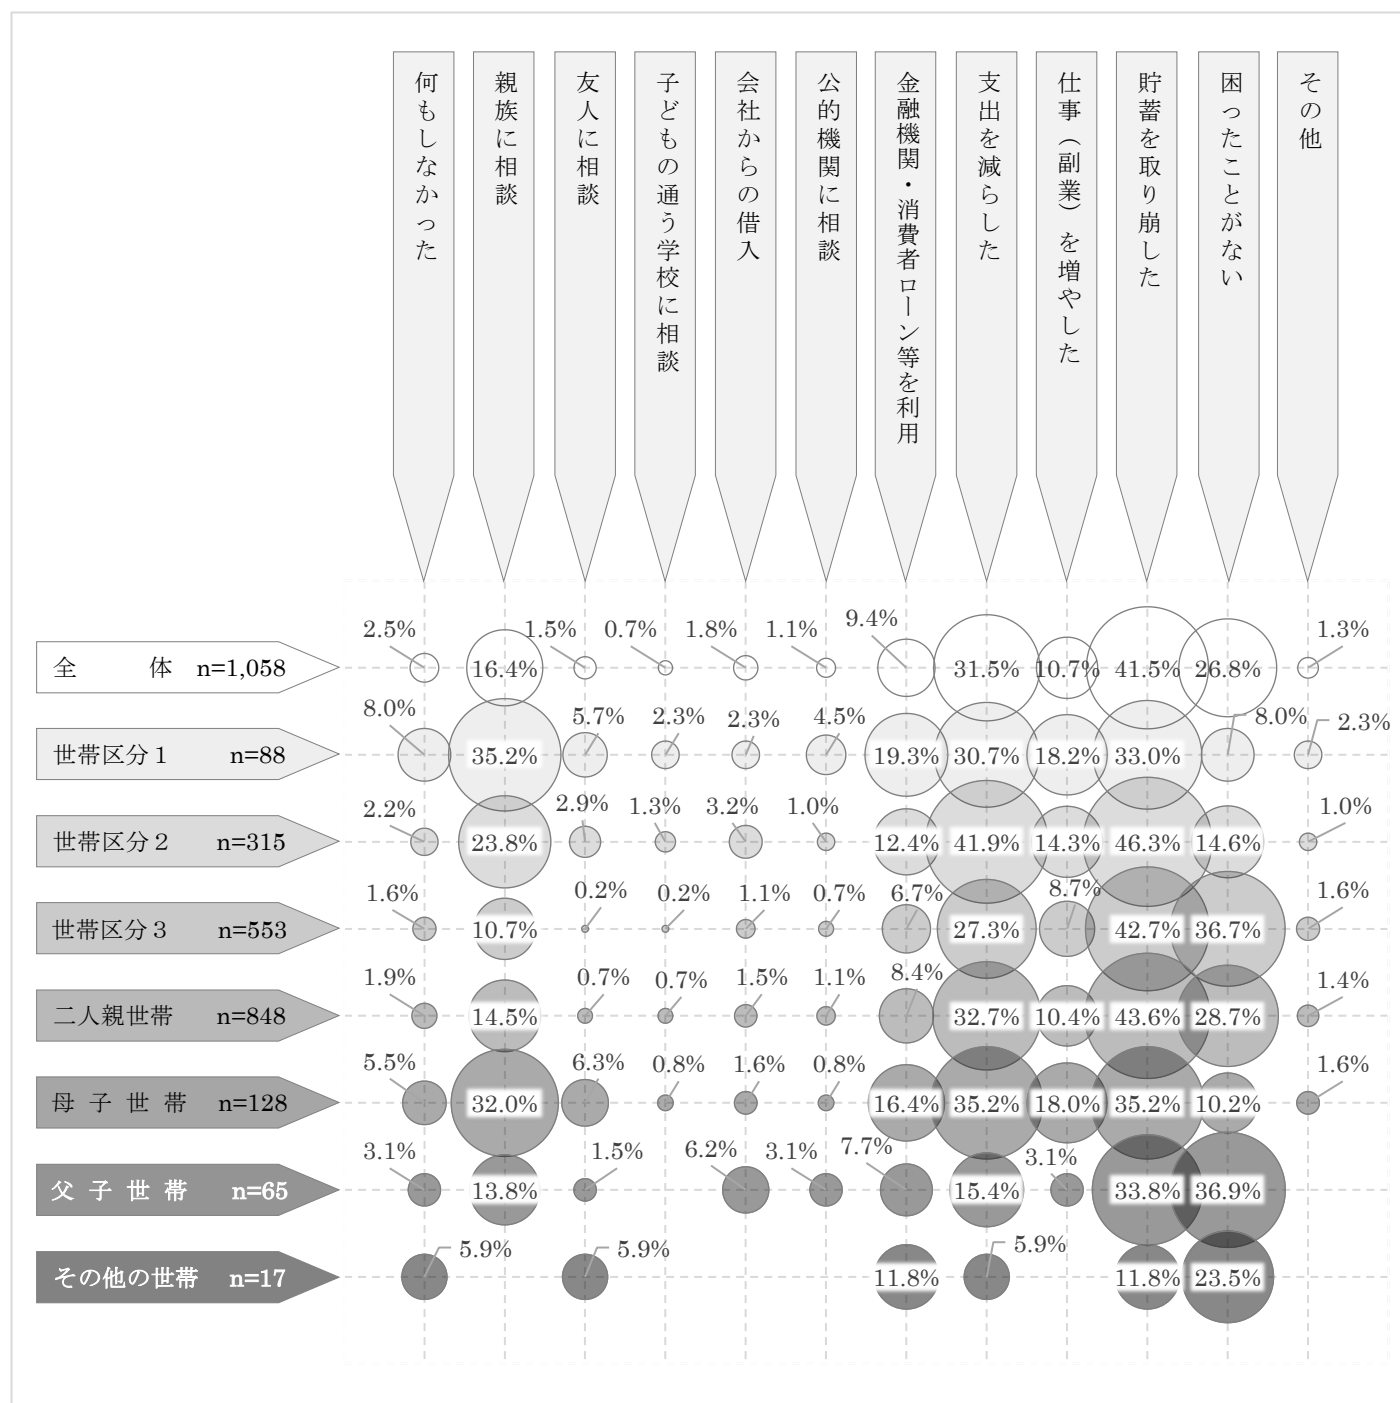 何もしなかった
親族に相談
友人に相談
子どもの通う学校に相談
会社からの借入
公的機関に相談
金融機関・消費者ローン等を利用
支出を減らした
仕事（副業）を増やした
貯蓄を取り崩した
困ったことがない
その他
全　体 n=1,058 2.5% 16.4% 1.5% 0.7% 1.8% 1.1% 9.4% 31.5% 10.7% 41.5% 26.8% 1.3%
世帯区分１ n=88 8.0% 35.2% 5.7% 2.3% 2.3% 4.5% 19.3% 30.7% 18.2% 33.0% 8.0% 2.3%
世帯区分２ n=315 2.2% 23.8% 2.9% 1.3% 3.2% 1.0% 12.4% 41.9% 14.3% 46.3% 14.6% 1.0%
世帯区分３ n=553 1.6% 10.7% 0.2% 0.2% 1.1% 0.7% 6.7% 27.3% 8.7% 42.7% 36.7% 1.6%
二人親世帯 n=848 1.9% 14.5% 0.7% 0.7% 1.5% 1.1% 8.4% 32.7% 10.4% 43.6% 28.7% 1.4%
母 子 世 帯 n=128 5.5% 32.0% 6.3% 0.8% 1.6% 0.8% 16.4% 35.2% 18.0% 35.2% 10.2% 1.6%
父 子 世 帯 n=65 3.1% 13.8% 1.5% 6.2% 3.1% 7.7% 15.4% 3.1% 33.8% 36.9%
その他の世帯 n=17 5.9% 5.9% 11.8% 5.9% 11.8% 23.5%